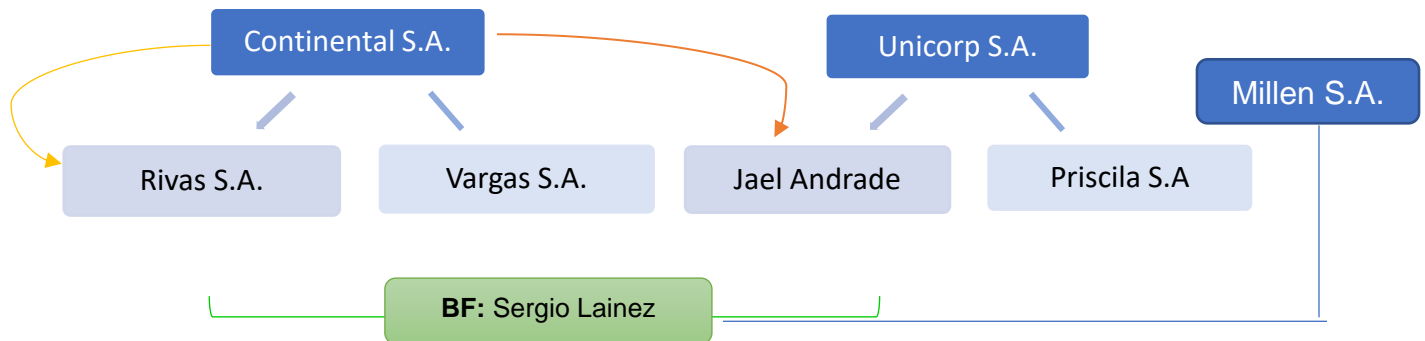 Continental S.A.
Unicorp S.A.
Millen S.A.
Rivas S.A.
Vargas S.A.
Jael Andrade
Priscila S.A
BF: Sergio Lainez